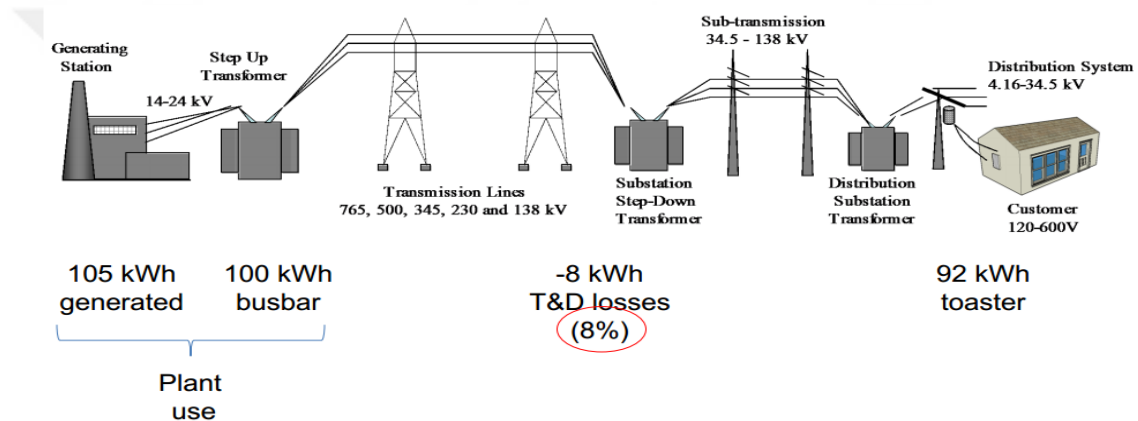 Generating
Station
Step Up
Transformer
14-24 kV
Transmission Lines
765, 500, 345, 230 and 138 kV
Sub-transmission
34.5 - 138 kV
Substation
Step-Down
Transformer
Distribution
Substation
Transformer
Distribution System
4.16-34.5 kV
Customer
120-600V
105 kWh
generated
100 kWh
busbar
-8 kWh
T&D losses
(8%)
92 kWh
toaster
Plant
use